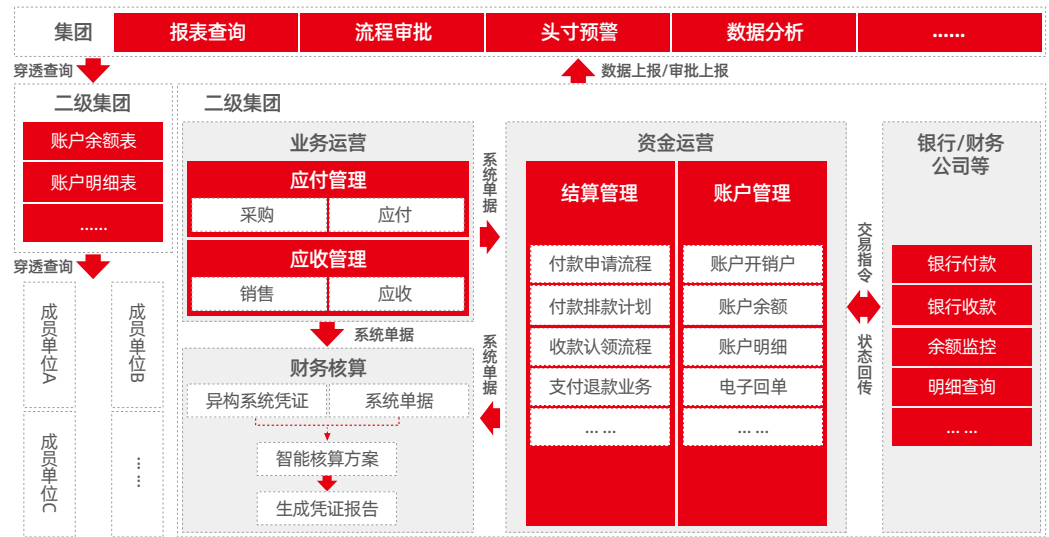 集团
报表查询
流程审批
头寸预警
数据分析
......
穿透查询
数据上报/审批上报
二级集团
账户余额表
账户明细表
......
穿透查询
成员单位A
成员单位B
成员单位C
... ...
二级集团
业务运营
应付管理
采购
应付
应收管理
销售
应收
系统单据
财务核算
异构系统凭证
系统单据
智能核算方案
生成凭证报告
系统单据
系统单据
资金运营
结算管理
付款申请流程
付款排款计划
收款认领流程
支付退款业务
... ...
账户管理
账户开销户
账户余额
账户明细
电子回单
... ...
交易指令
状态回传
银行/财务
公司等
银行付款
银行收款
余额监控
明细查询
... ...